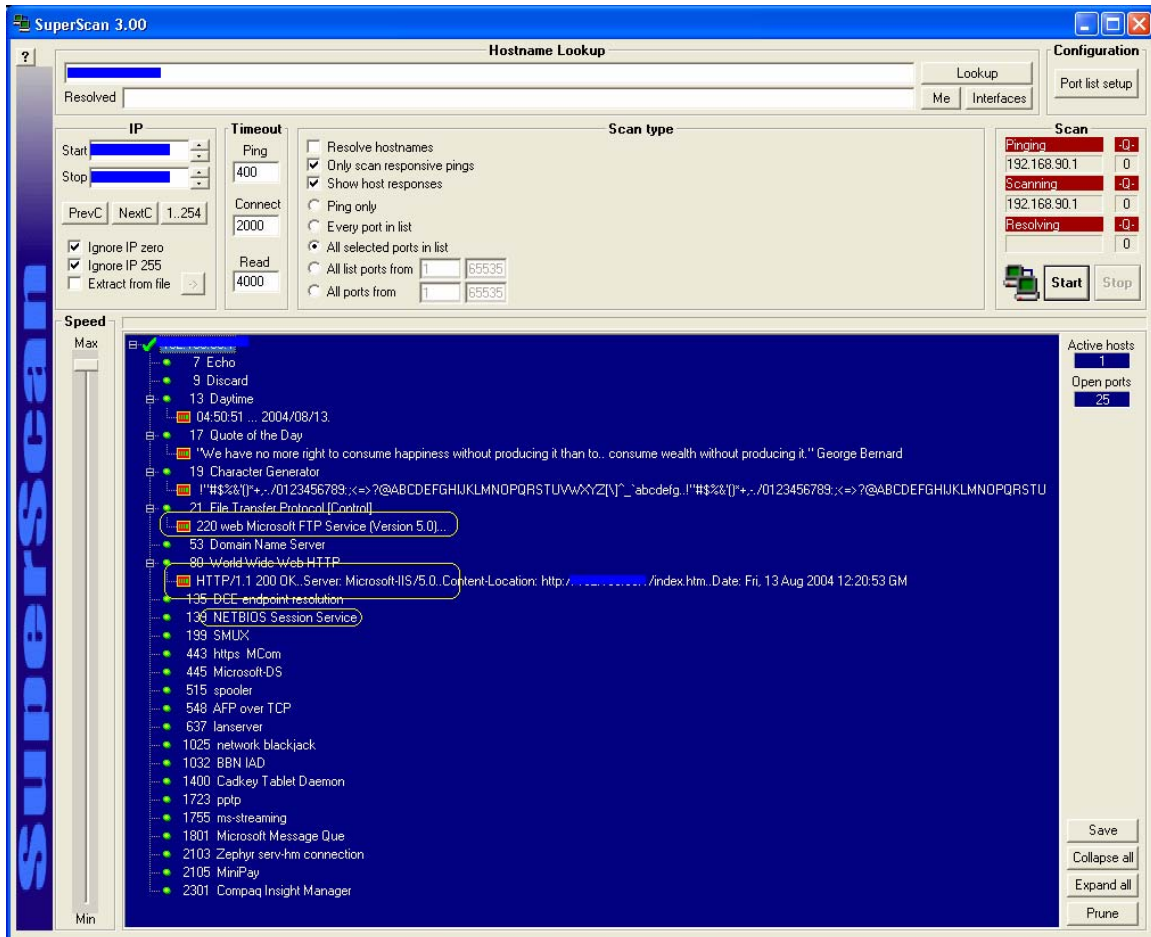 SuperScan 3.00
?
Hostname Lookup
Lookup
Resolved
Me
Interfaces
Configuration
Port list setup
IP
Start
Stop
PrevC
NextC
1..254
Ignore IP zero
Ignore IP 255
Extract from file
->
Timeout
Ping
400
Connect
2000
Read
4000
Scan type
Resolve hostnames
Only scan responsive pings
Show host responses
Ping only
Every port in list
All selected ports in list
All list ports from 1 65535
All ports from 1 65535
Scan
Pinging -Q-
192.168.90.1 0
Scanning -Q-
192.168.90.1 0
Resolving -Q-
0
Start
Stop
superscan
Speed
Max
Min
7 Echo
9 Discard
13 Daytime
04:50:51 ... 2004/08/13.
17 Quote of the Day
"We have no more right to consume happiness without producing it than to.. consume wealth without producing it." George Bernard
19 Character Generator
!"#$%&'()*+,-./0123456789:;<=>?@ABCDEFGHIJKLMNOPQRSTUVWXYZ[\]^_`abcdefg..!"#$%&'()*+,-./0123456789:;<=>?@ABCDEFGHIJKLMNOPQRSTU
21 File Transfer Protocol [Control]
220 web Microsoft FTP Service (Version 5.0)...
53 Domain Name Server
80 World Wide Web HTTP
HTTP/1.1 200 OK..Server: Microsoft-IIS/5.0..Content-Location: http:/ /index.htm..Date: Fri, 13 Aug 2004 12:20:53 GM
135 DCE endpoint resolution
139 NETBIOS Session Service
199 SMUX
443 https MCom
445 Microsoft-DS
515 spooler
548 AFP over TCP
637 lanserver
1025 network blackjack
1032 BBN IAD
1400 Cadkey Tablet Daemon
1723 pptp
1755 ms-streaming
1801 Microsoft Message Que
2103 Zephyr serv-hm connection
2105 MiniPay
2301 Compaq Insight Manager
Active hosts
1
Open ports
25
Save
Collapse all
Expand all
Prune